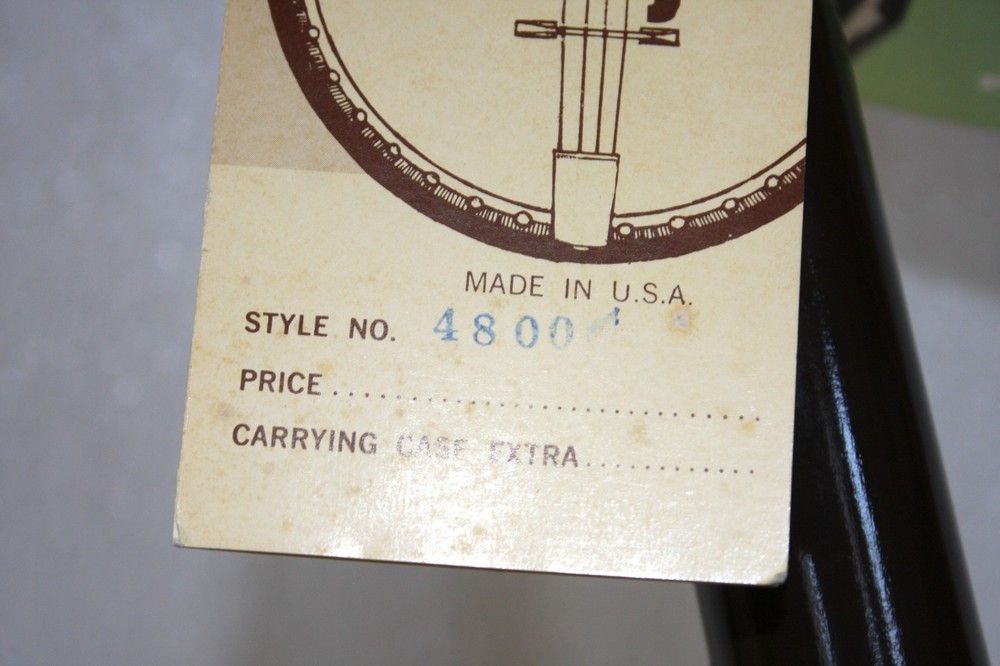 MADE IN U.S.A.
STYLE NO. 4800
PRICE..............................
CARRYING CASE EXTRA.............